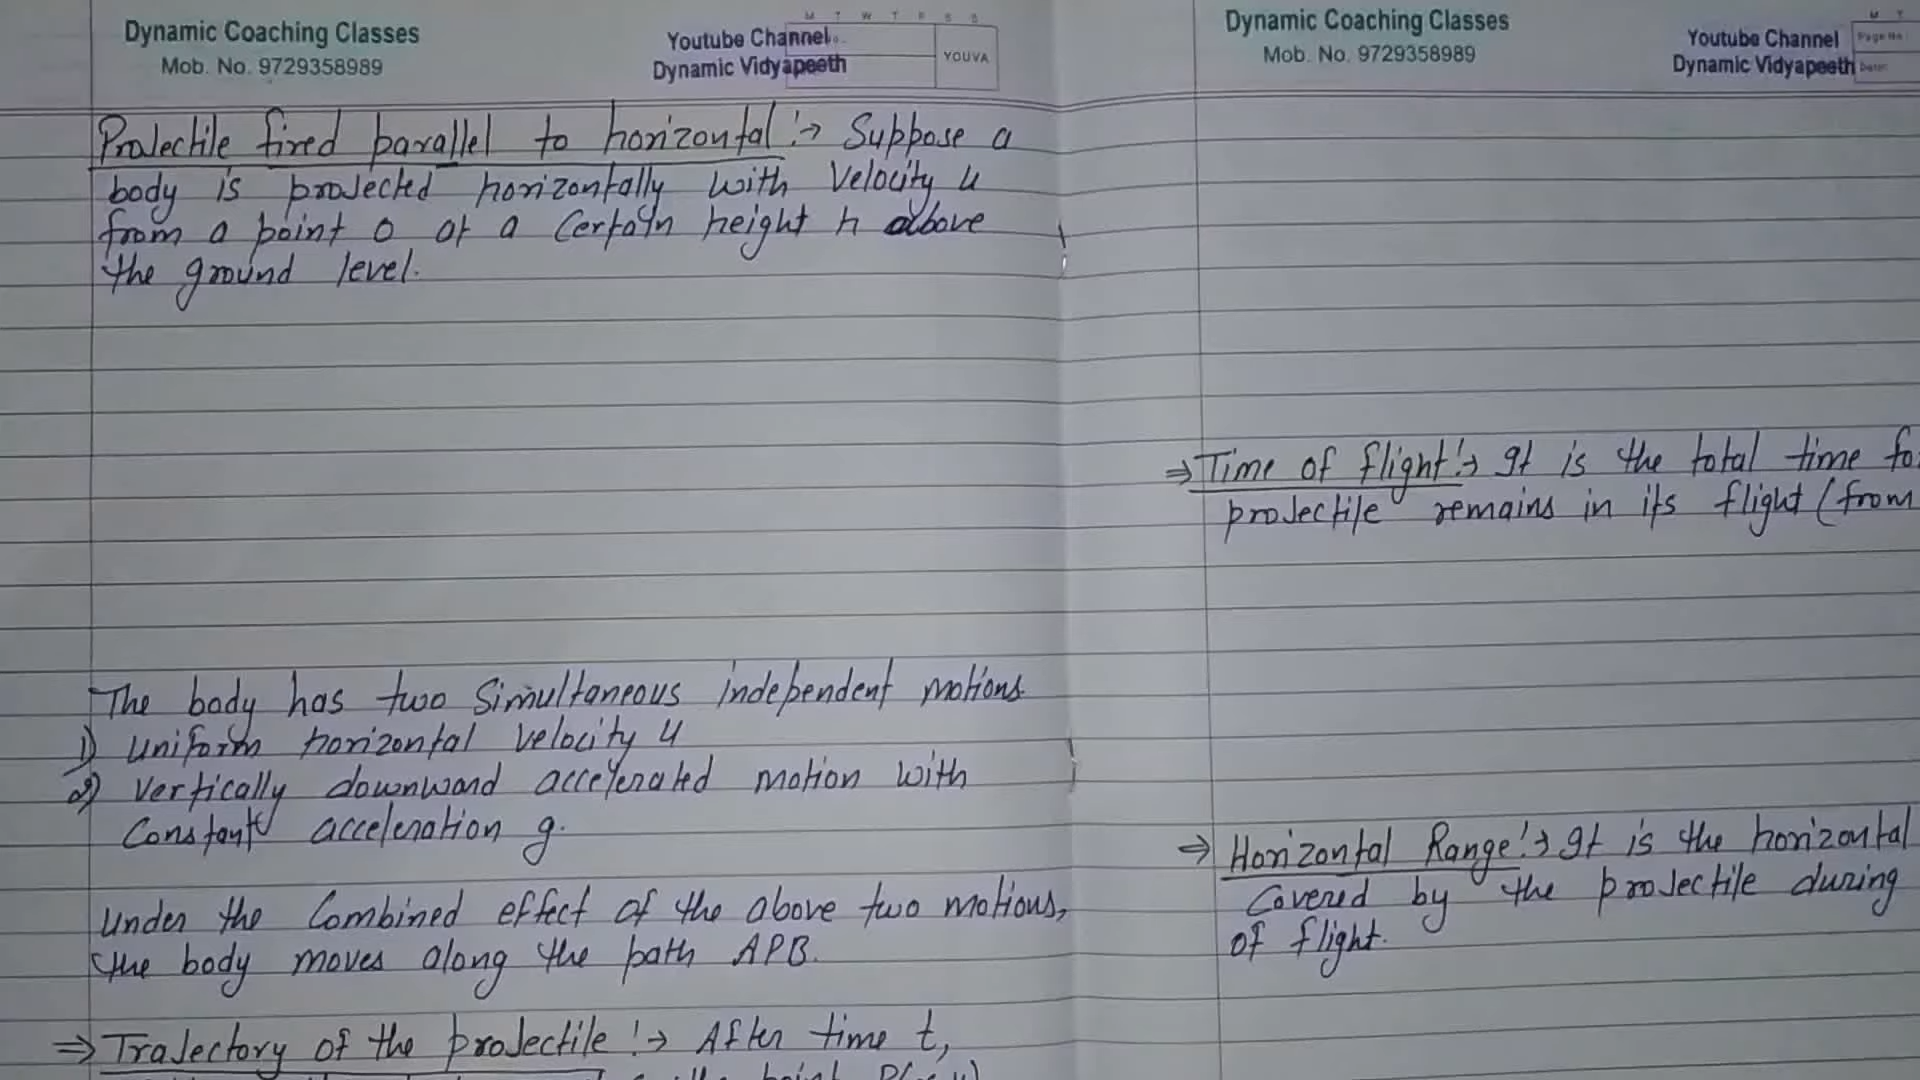 Dynamic Coaching Classes
Mob. No. 9729358989
Youtube Channel
Dynamic Vidyapeeth
M T W T F S S
YOUVA
Projectile fired parallel to horizontal :→ Suppose a
body is projected horizontally with velocity u
from a point O at a certain height h above
the ground level.
The body has two simultaneous independent motions
1) uniform horizontal velocity u
2) vertically downward accelerated motion with
constant acceleration g.
Under the combined effect of the above two motions,
the body moves along the path APB.
⇒ Trajectory of the projectile :→ After time t,
the point
Dynamic Coaching Classes
Mob. No. 9729358989
Youtube Channel
Dynamic Vidyapeeth
M T
Page No
Date:
⇒ Time of flight :→ It is the total time fo
projectile remains in its flight (from
⇒ Horizontal Range :→ It is the horizontal
covered by the projectile during
of flight.